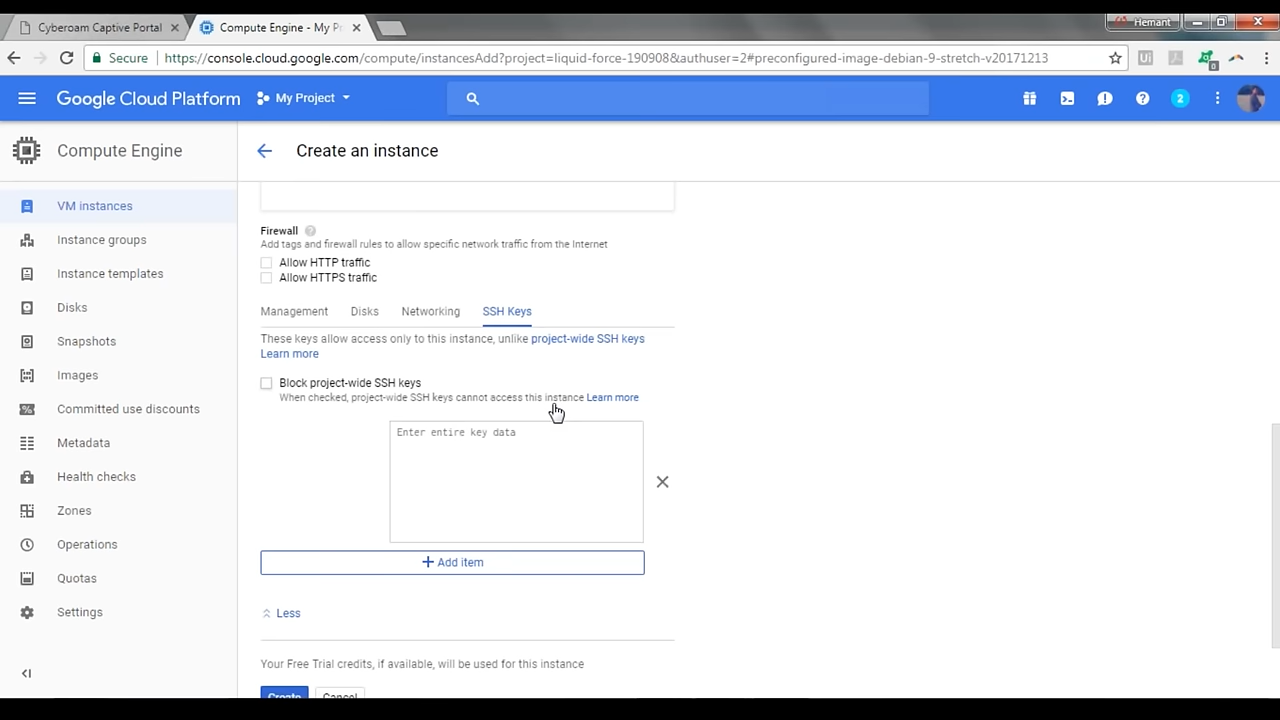 Cyberoam Captive Portal
Compute Engine - My P
Hemant
Secure
https://console.cloud.google.com/compute/instancesAdd?project=liquid-force-190908&authuser=2#preconfigured-image-debian-9-stretch-v20171213
Google Cloud Platform
My Project
2
Compute Engine
Create an instance
VM instances
Instance groups
Instance templates
Disks
Snapshots
Images
Committed use discounts
Metadata
Health checks
Zones
Operations
Quotas
Settings
Firewall
Add tags and firewall rules to allow specific network traffic from the Internet
Allow HTTP traffic
Allow HTTPS traffic
Management Disks Networking SSH Keys
These keys allow access only to this instance, unlike project-wide SSH keys
Learn more
Block project-wide SSH keys
When checked, project-wide SSH keys cannot access this instance Learn more
Enter entire key data
Add item
Less
Your Free Trial credits, if available, will be used for this instance
Create Cancel